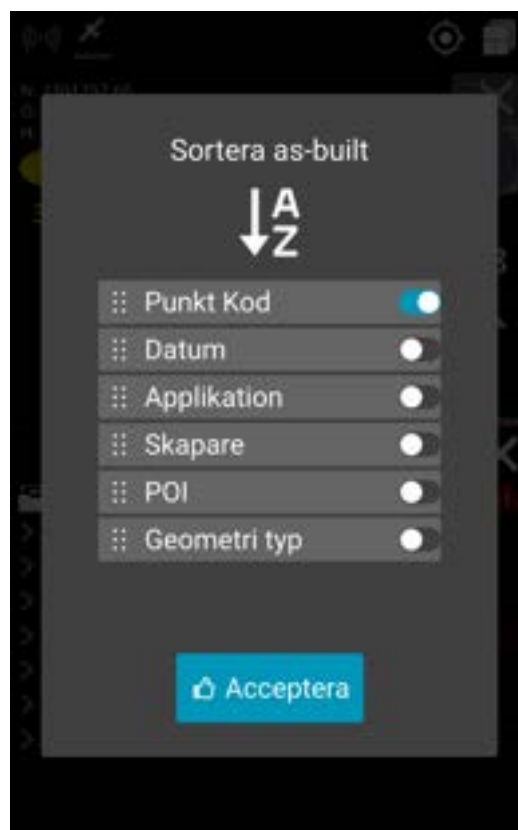 Sortera as-built
A
Z
Punkt Kod
Datum
Applikation
Skapare
POI
Geometri typ
Acceptera